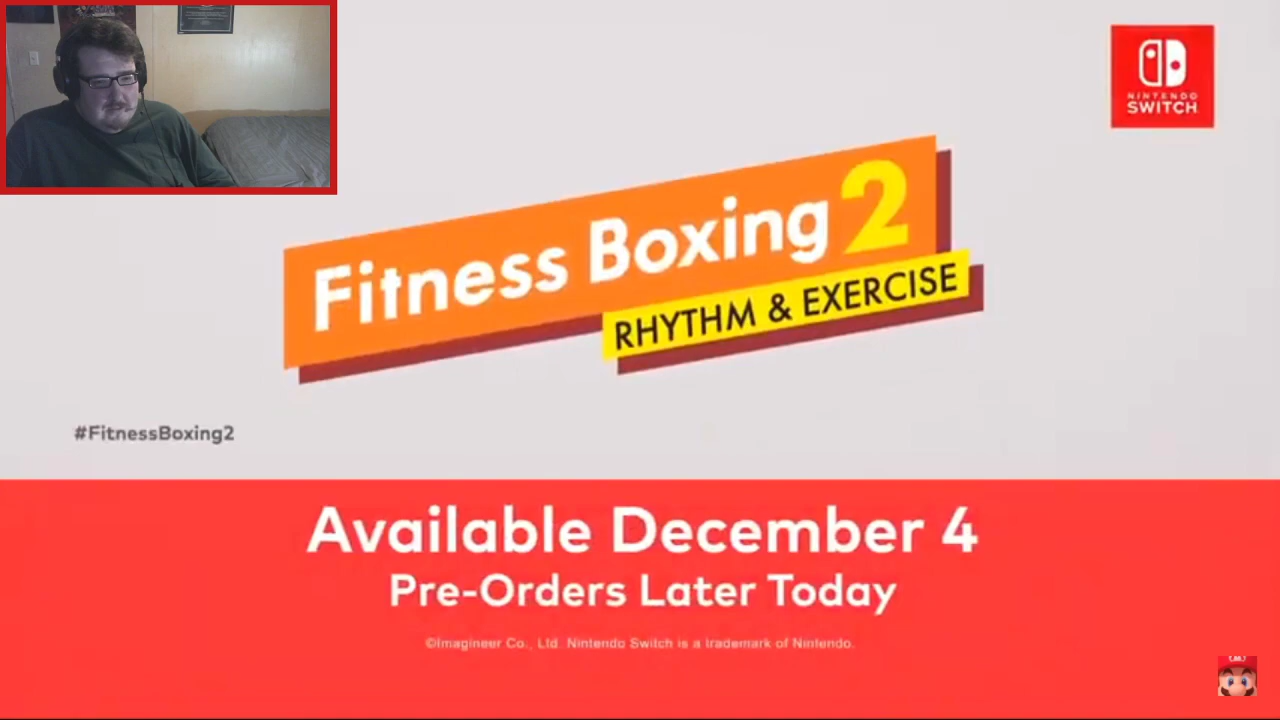 NINTENDO
SWITCH
Fitness Boxing 2
RHYTHM & EXERCISE
#FitnessBoxing2
Available December 4
Pre-Orders Later Today
©Imagineer Co., Ltd. Nintendo Switch is a trademark of Nintendo.